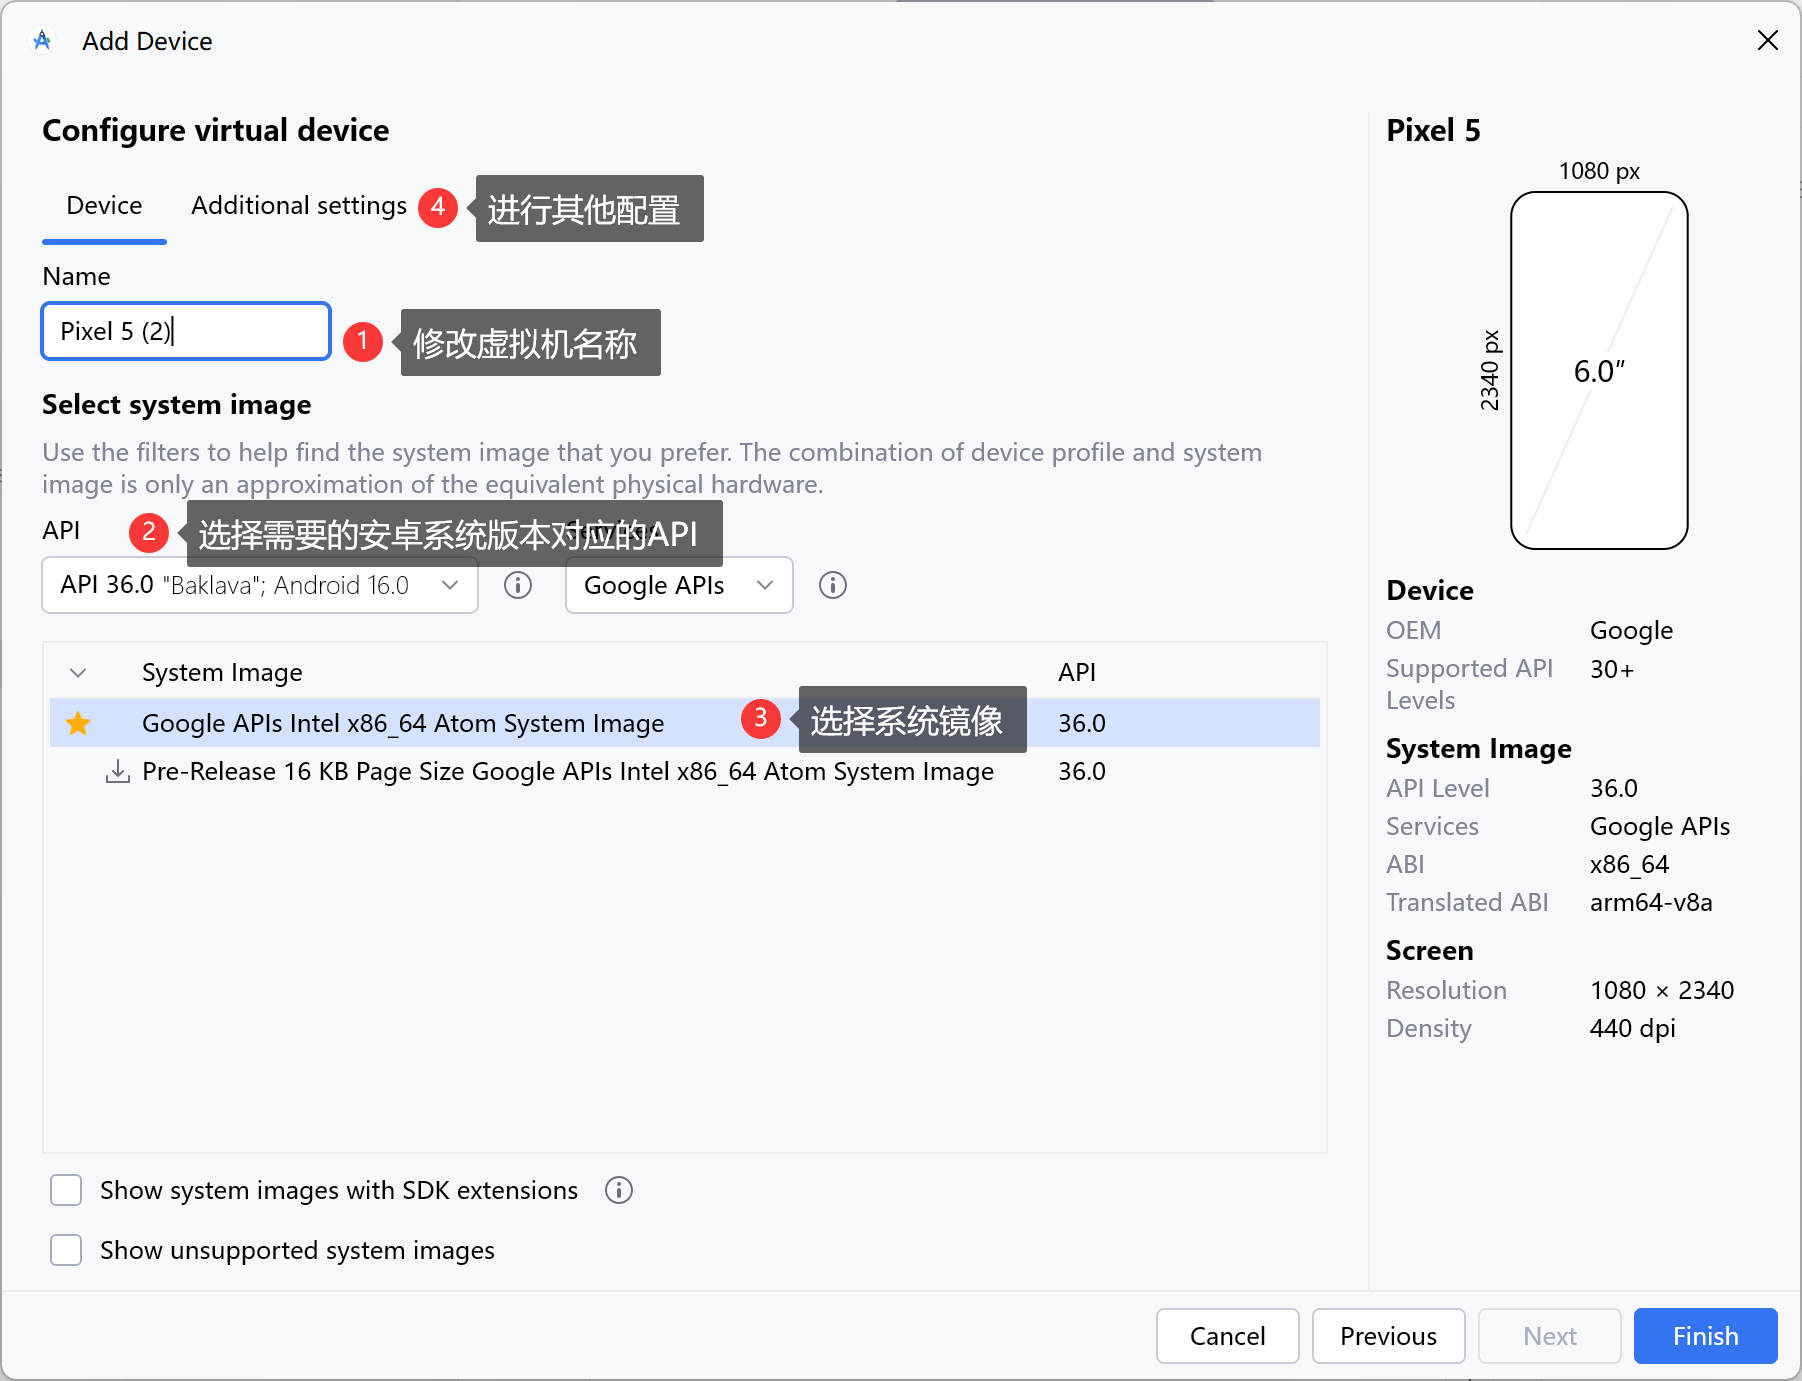 Add Device
Configure virtual device
Device
Additional settings
4
进行其他配置
Name
Pixel 5 (2)
1
修改虚拟机名称
Select system image
Use the filters to help find the system image that you prefer. The combination of device profile and system
image is only an approximation of the equivalent physical hardware.
API
2
选择需要的安卓系统版本对应的API
Services
API 36.0 "Baklava"; Android 16.0
Google APIs
System Image
API
Google APIs Intel x86_64 Atom System Image
3
选择系统镜像
36.0
Pre-Release 16 KB Page Size Google APIs Intel x86_64 Atom System Image
36.0
Show system images with SDK extensions
Show unsupported system images
Pixel 5
1080 px
2340 px
6.0″
Device
OEM Google
Supported API 30+
Levels
System Image
API Level 36.0
Services Google APIs
ABI x86_64
Translated ABI arm64-v8a
Screen
Resolution 1080 × 2340
Density 440 dpi
Cancel
Previous
Next
Finish